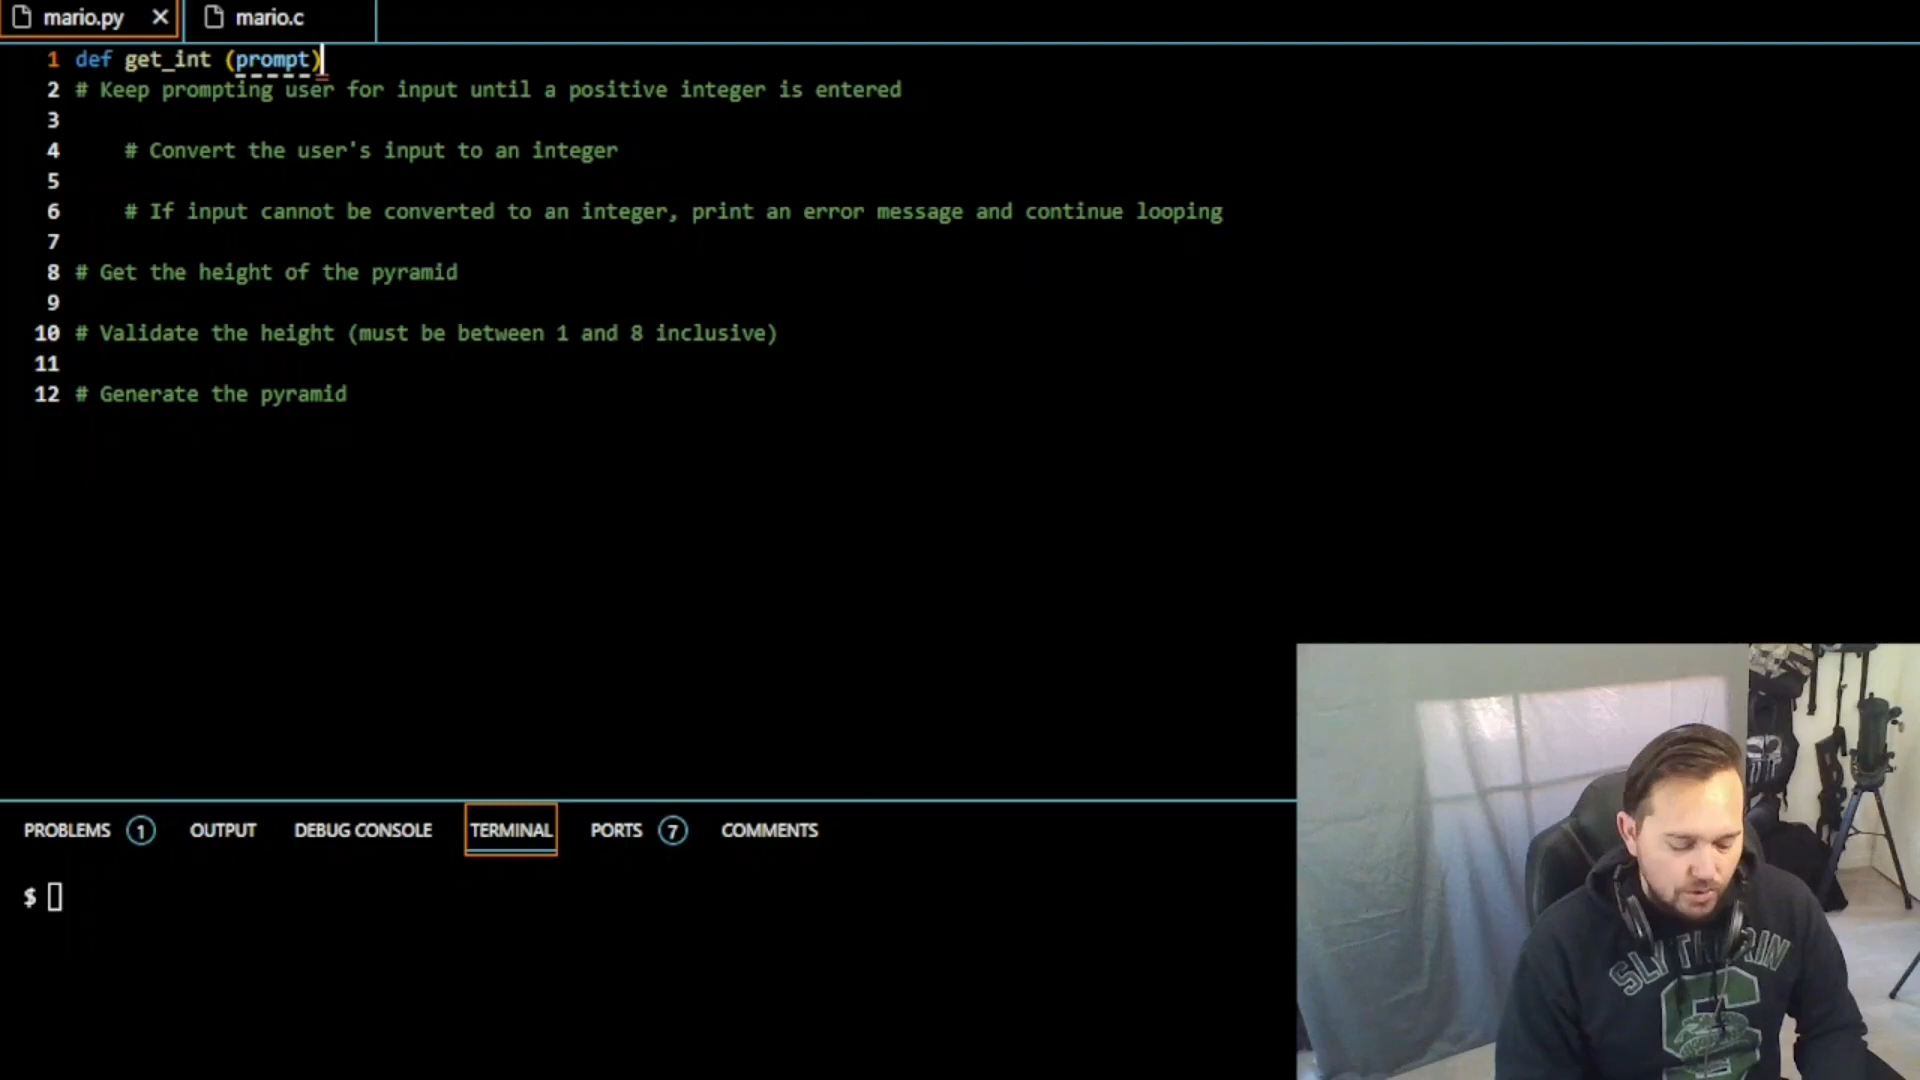 mario.py
mario.c
1 def get_int (prompt)
2 # Keep prompting user for input until a positive integer is entered
3
4 # Convert the user's input to an integer
5
6 # If input cannot be converted to an integer, print an error message and continue looping
7
8 # Get the height of the pyramid
9
10 # Validate the height (must be between 1 and 8 inclusive)
11
12 # Generate the pyramid
PROBLEMS 1 OUTPUT DEBUG CONSOLE TERMINAL PORTS 7 COMMENTS
$
SLYTHERIN